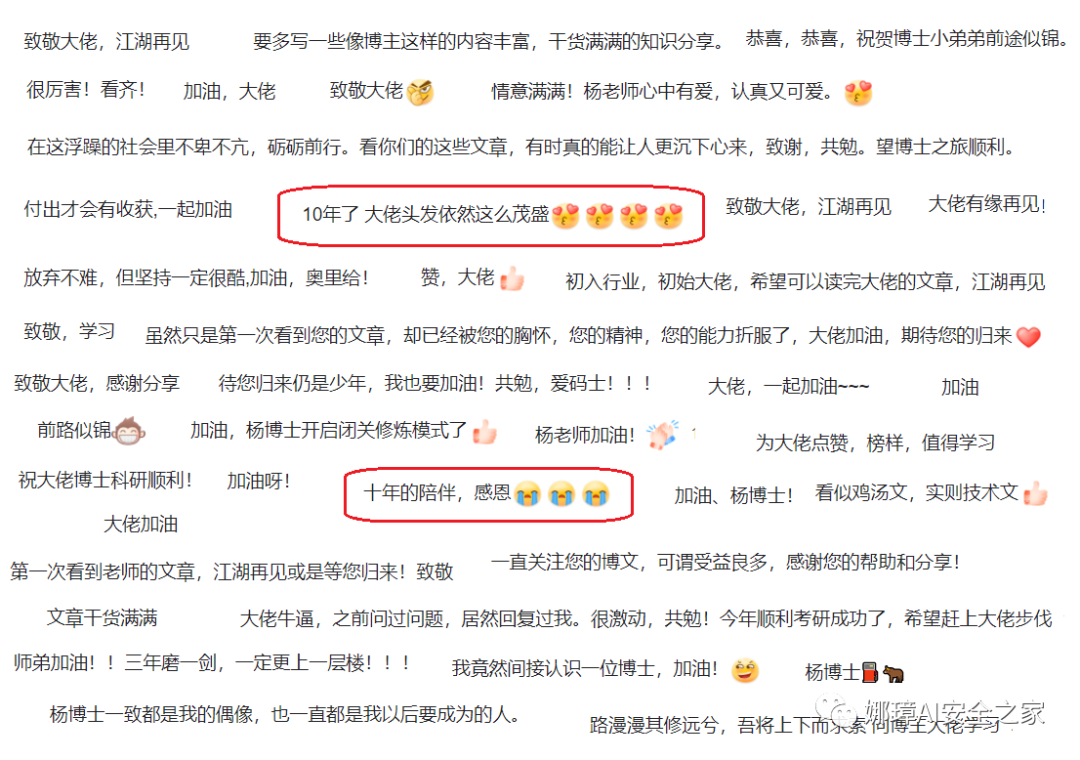 致敬大佬，江湖再见
要多写一些像博主这样的内容丰富，干货满满的知识分享。
恭喜，恭喜，祝贺博士小弟弟前途似锦。
很厉害！看齐！
加油，大佬
致敬大佬
情意满满！杨老师心中有爱，认真又可爱。
在这浮躁的社会里不卑不亢，砺砺前行。看你们的这些文章，有时真的能让人更沉下心来，致谢，共勉。望博士之旅顺利。
付出才会有收获,一起加油
10年了 大佬头发依然这么茂盛
致敬大佬，江湖再见
大佬有缘再见！
放弃不难，但坚持一定很酷,加油，奥里给！
赞，大佬
初入行业，初始大佬，希望可以读完大佬的文章，江湖再见
致敬，学习
虽然只是第一次看到您的文章，却已经被您的胸怀，您的精神，您的能力折服了，大佬加油，期待您的归来
致敬大佬，感谢分享
待您归来仍是少年，我也要加油！共勉，爱码士！！！
大佬，一起加油~~~
加油
前路似锦
加油，杨博士开启闭关修炼模式了
杨老师加油！
为大佬点赞，榜样，值得学习
祝大佬博士科研顺利！
加油呀！
十年的陪伴，感恩
加油、杨博士！
看似鸡汤文，实则技术文
大佬加油
第一次看到老师的文章，江湖再见或是等您归来！致敬
一直关注您的博文，可谓受益良多，感谢您的帮助和分享！
文章干货满满
大佬牛逼，之前问过问题，居然回复过我。很激动，共勉！今年顺利考研成功了，希望赶上大佬步伐
师弟加油！！三年磨一剑，一定更上一层楼！！！
我竟然间接认识一位博士，加油！
杨博士
杨博士一致都是我的偶像，也一直都是我以后要成为的人。
路漫漫其修远兮，吾将上下而求索 向博主大佬学习
娜璋AI安全之家